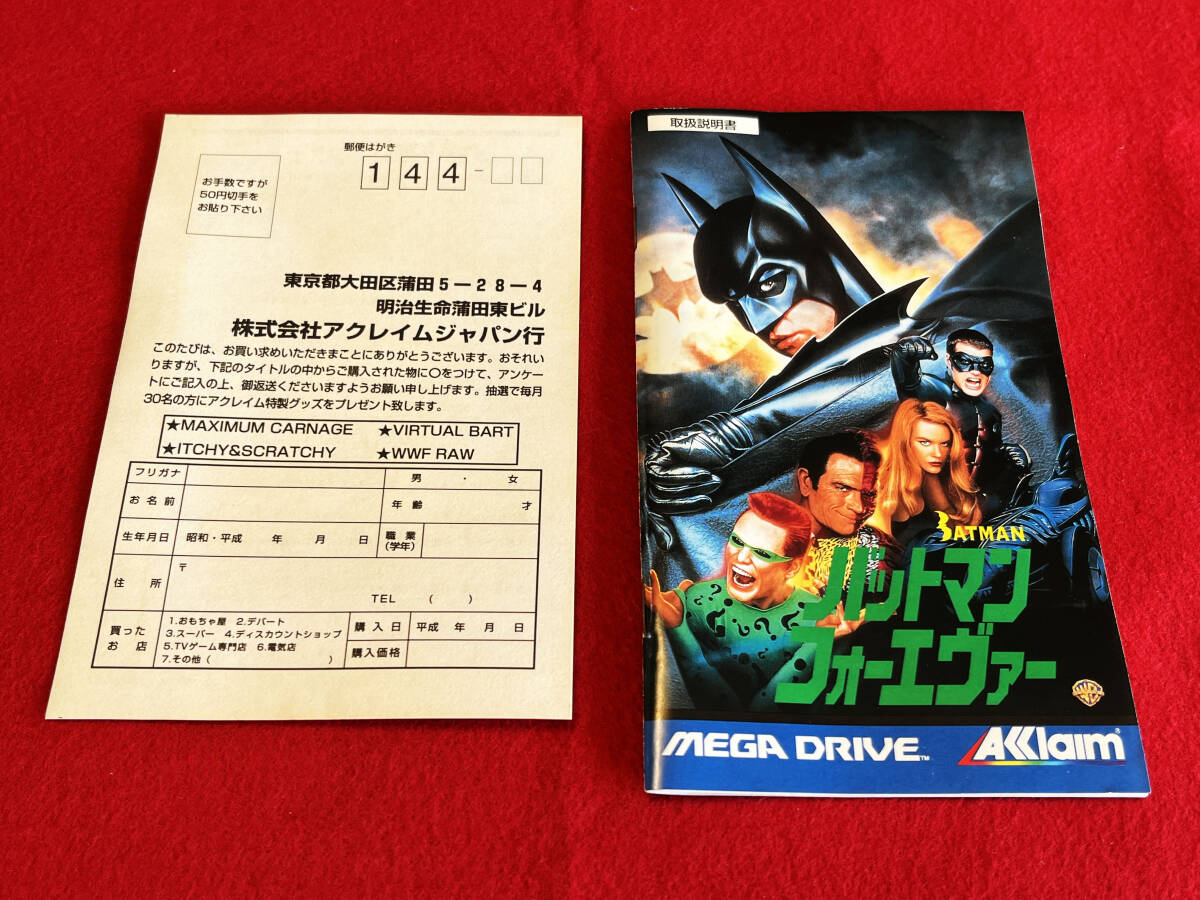 郵便はがき
144-
お手数ですが
50円切手を
お貼り下さい
東京都大田区蒲田5-28-4
明治生命蒲田東ビル
株式会社アクレイムジャパン行
このたびは、お買い求めいただきまことにありがとうございます。おそれい
りますが、下記のタイトルの中からご購入された物に〇をつけて、アンケー
トにご記入の上、御返送くださいますようお願い申し上げます。抽選で毎月
30名の方にアクレイム特製グッズをプレゼント致します。
★MAXIMUM CARNAGE ★VIRTUAL BART
★ITCHY&SCRATCHY ★WWF RAW
フリガナ 男・女
お名前 年齢 才
生年月日 昭和・平成 年 月 日 職業
(学年)
住所 〒
TEL ( )
買った
お店
1.おもちゃ屋 2.デパート
3.スーパー 4.ディスカウントショップ
5.TVゲーム専門店 6.電気店
7.その他( )
購入日 平成 年 月 日
購入価格
取扱説明書
BATMAN
バットマン
フォーエヴァー
MEGA DRIVE™
AKKlaim®